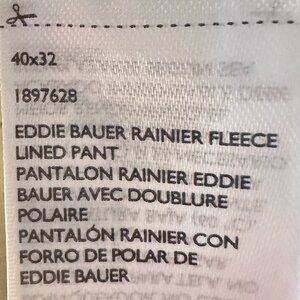 40x32
1897628
EDDIE BAUER RAINIER FLEECE
LINED PANT
PANTALON RAINIER EDDIE
BAUER AVEC DOUBLURE
POLAIRE
PANTALÓN RAINIER CON
FORRO DE POLAR DE
EDDIE BAUER